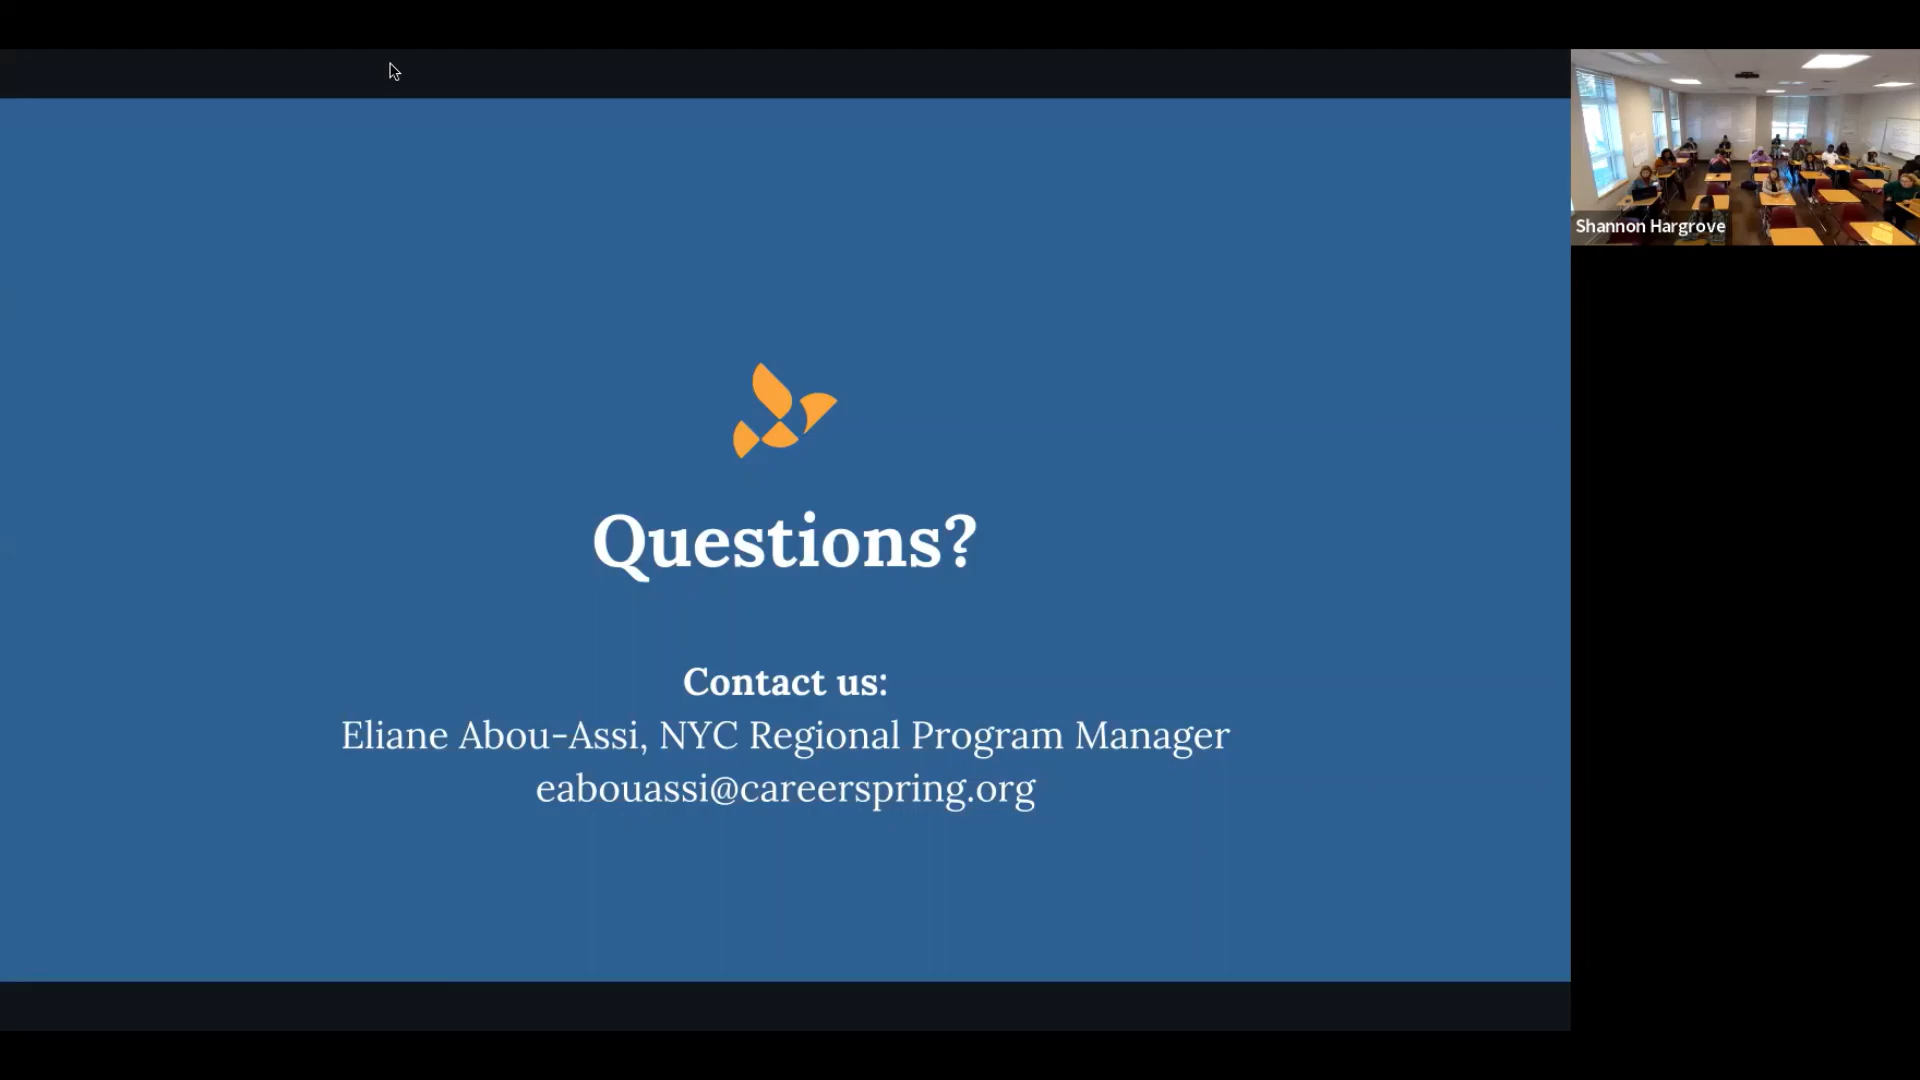 Questions?
Contact us:
Eliane Abou-Assi, NYC Regional Program Manager
eabouassi@careerspring.org
Shannon Hargrove